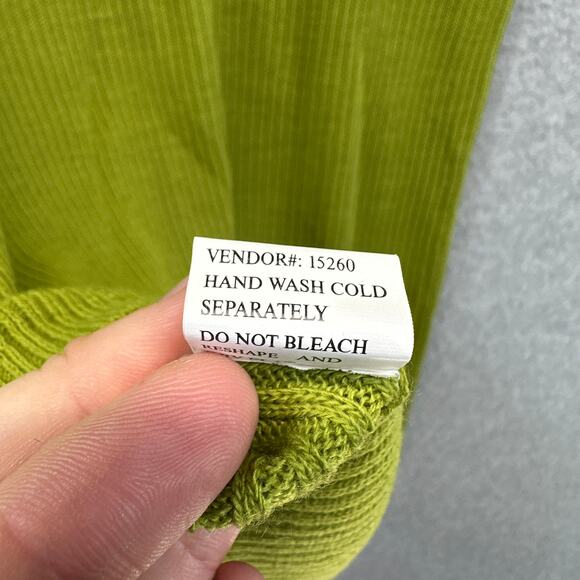 VENDOR#: 15260
HAND WASH COLD
SEPARATELY
DO NOT BLEACH
RESHAPE AND